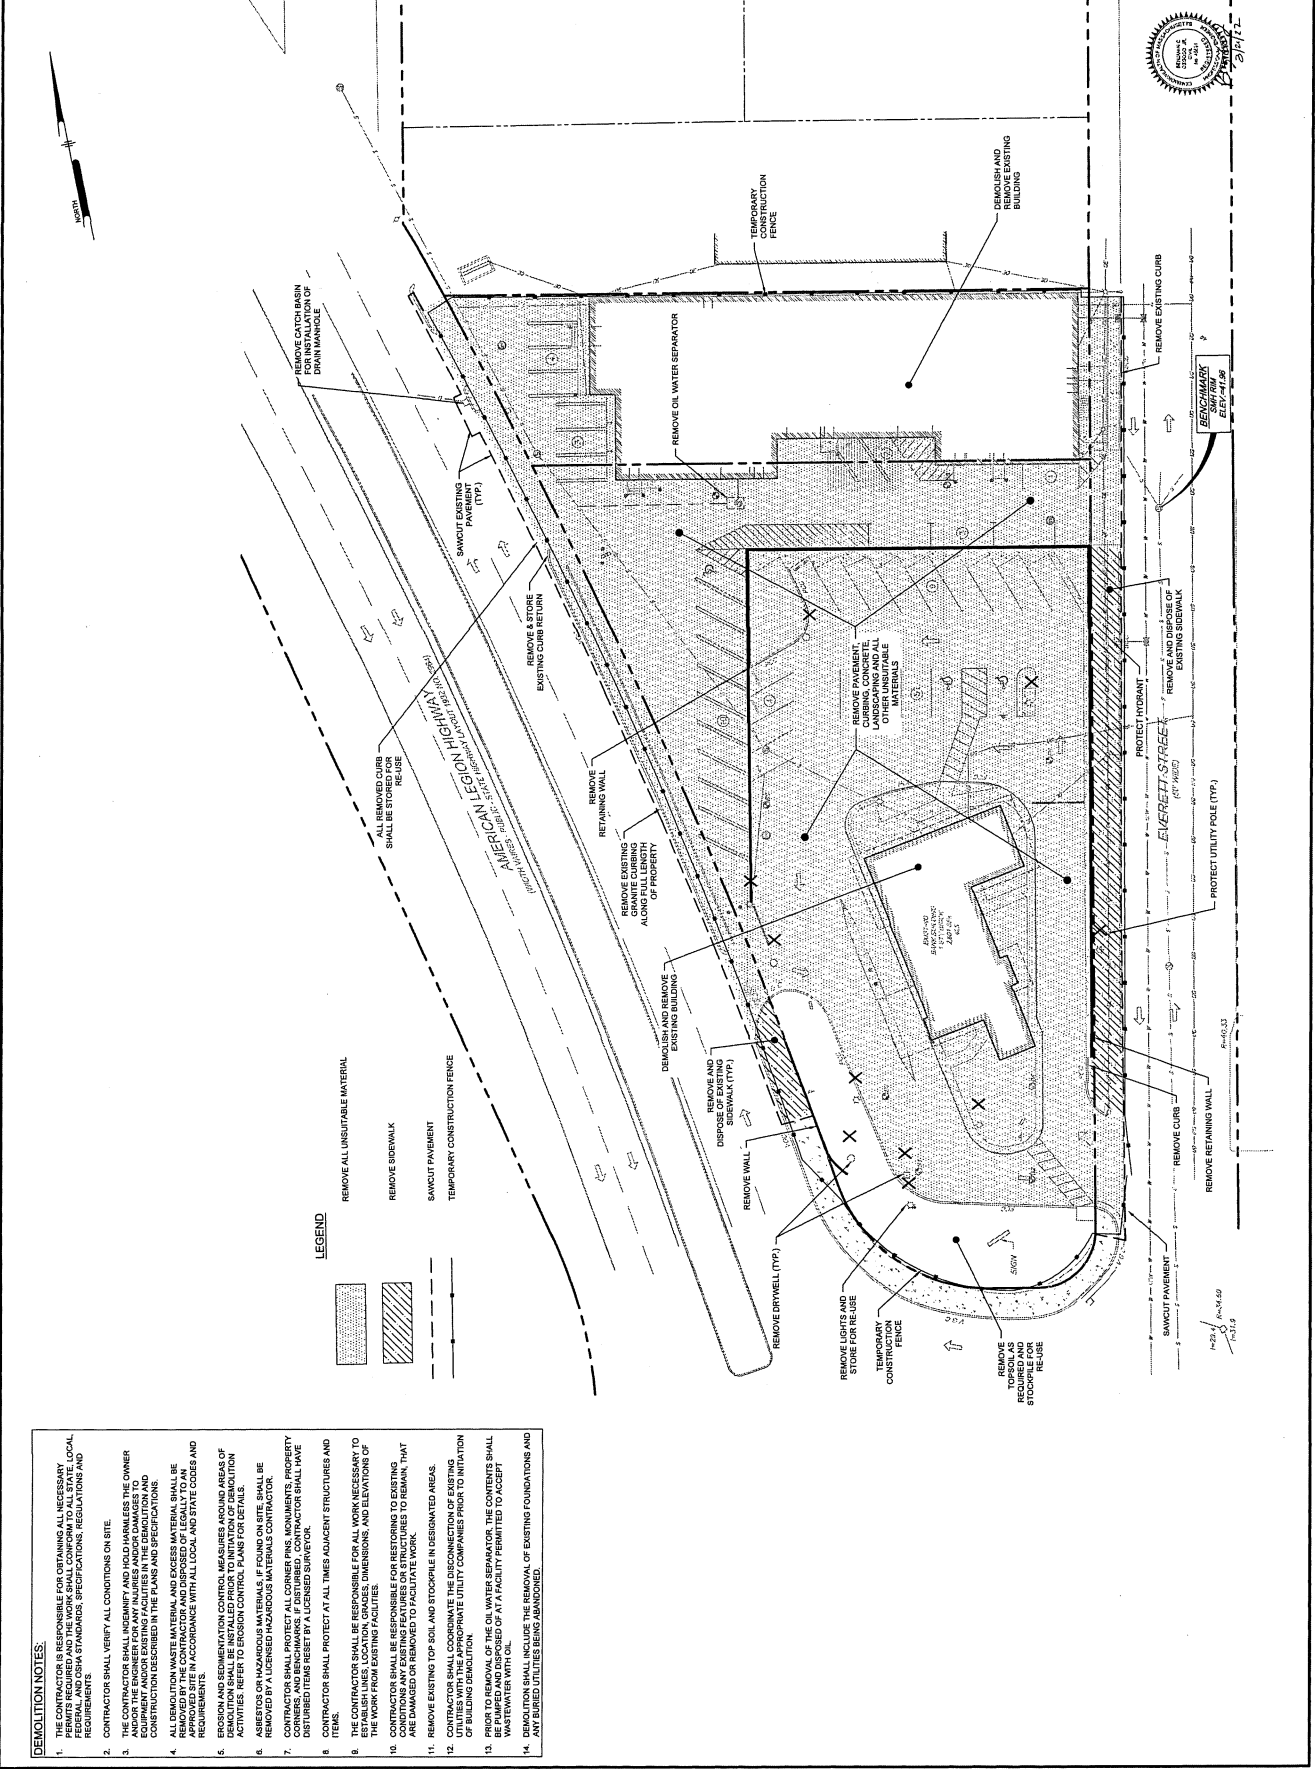 DEMOLITION NOTES:
1. THE CONTRACTOR IS RESPONSIBLE FOR OBTAINING ALL NECESSARY
PERMITS REQUIRED AND THE WORK SHALL CONFORM TO ALL STATE, LOCAL,
FEDERAL, AND OSHA STANDARDS, SPECIFICATIONS, REGULATIONS AND
REQUIREMENTS.
2. CONTRACTOR SHALL VERIFY ALL CONDITIONS ON SITE.
3. THE CONTRACTOR SHALL INDEMNIFY AND HOLD HARMLESS THE OWNER
AND/OR THE ENGINEER FOR ANY INJURIES AND/OR DAMAGES TO
EQUIPMENT AND/OR EXISTING FACILITIES IN THE DEMOLITION AND
CONSTRUCTION DESCRIBED IN THE PLANS AND SPECIFICATIONS.
4. ALL DEMOLITION WASTE MATERIAL AND EXCESS MATERIAL SHALL BE
REMOVED BY THE CONTRACTOR AND DISPOSED OF LEGALLY TO AN
APPROVED SITE IN ACCORDANCE WITH ALL LOCAL AND STATE CODES AND
REQUIREMENTS.
5. EROSION AND SEDIMENTATION CONTROL MEASURES AROUND AREAS OF
DEMOLITION SHALL BE INSTALLED PRIOR TO INITIATION OF DEMOLITION
ACTIVITIES. REFER TO EROSION CONTROL PLANS FOR DETAILS.
6. ASBESTOS OR HAZARDOUS MATERIALS, IF FOUND ON SITE, SHALL BE
REMOVED BY A LICENSED HAZARDOUS MATERIALS CONTRACTOR.
7. CONTRACTOR SHALL PROTECT ALL CORNER PINS, MONUMENTS, PROPERTY
CORNERS, AND BENCHMARKS. IF DISTURBED, CONTRACTOR SHALL HAVE
DISTURBED ITEMS RESET BY A LICENSED SURVEYOR.
8. CONTRACTOR SHALL PROTECT AT ALL TIMES ADJACENT STRUCTURES AND
ITEMS.
9. THE CONTRACTOR SHALL BE RESPONSIBLE FOR ALL WORK NECESSARY TO
ESTABLISH LINES, LOCATION, GRADES, DIMENSIONS, AND ELEVATIONS OF
THE WORK FROM EXISTING FACILITIES.
10. CONTRACTOR SHALL BE RESPONSIBLE FOR RESTORING TO EXISTING
CONDITIONS ANY EXISTING FEATURES OR STRUCTURES TO REMAIN, THAT
ARE DAMAGED OR REMOVED TO FACILITATE WORK.
11. REMOVE EXISTING TOP SOIL AND STOCKPILE IN DESIGNATED AREAS.
12. CONTRACTOR SHALL COORDINATE THE DISCONNECTION OF EXISTING
UTILITIES WITH THE APPROPRIATE UTILITY COMPANIES PRIOR TO INITIATION
OF BUILDING DEMOLITION.
13. PRIOR TO REMOVAL OF THE OIL WATER SEPARATOR, THE CONTENTS SHALL
BE PUMPED AND DISPOSED OF AT A FACILITY PERMITTED TO ACCEPT
WASTEWATER WITH OIL.
14. DEMOLITION SHALL INCLUDE THE REMOVAL OF EXISTING FOUNDATIONS AND
ANY BURIED UTILITIES BEING ABANDONED.
LEGEND
REMOVE ALL UNSUITABLE MATERIAL
REMOVE SIDEWALK
SAWCUT PAVEMENT
TEMPORARY CONSTRUCTION FENCE
NORTH
REMOVE CATCH BASIN
FOR INSTALLATION OF
DRAIN MANHOLE
SAWCUT EXISTING
PAVEMENT
(TYP.)
ALL REMOVED CURB
SHALL BE STORED FOR
RE-USE
AMERICAN LEGION HIGHWAY
REMOVE & STORE
EXISTING CURB RETURN
REMOVE
RETAINING WALL
REMOVE EXISTING
GRANITE CURBING
ALONG FULL LENGTH
OF PROPERTY
DEMOLISH AND REMOVE
EXISTING BUILDING
REMOVE AND
DISPOSE OF EXISTING
SIDEWALK (TYP.)
REMOVE WALL
REMOVE DRYWELL (TYP.)
REMOVE LIGHTS AND
STORE FOR RE-USE
TEMPORARY
CONSTRUCTION
FENCE
REMOVE
TOPSOIL AS
REQUIRED AND
STOCKPILE FOR
RE-USE
SIGN
VGC
REMOVE OIL WATER SEPARATOR
TEMPORARY
CONSTRUCTION
FENCE
DEMOLISH AND
REMOVE EXISTING
BUILDING
REMOVE PAVEMENT,
CURBING, CONCRETE,
LANDSCAPING AND ALL
OTHER UNSUITABLE
MATERIALS
REMOVE EXISTING CURB
BENCHMARK
SMH RIM
ELEV.=41.96
REMOVE AND DISPOSE OF
EXISTING SIDEWALK
PROTECT HYDRANT
EVERETT STREET
PROTECT UTILITY POLE (TYP.)
R=40.33
REMOVE RETAINING WALL
REMOVE CURB
SAWCUT PAVEMENT
R=34.59
2/21/22